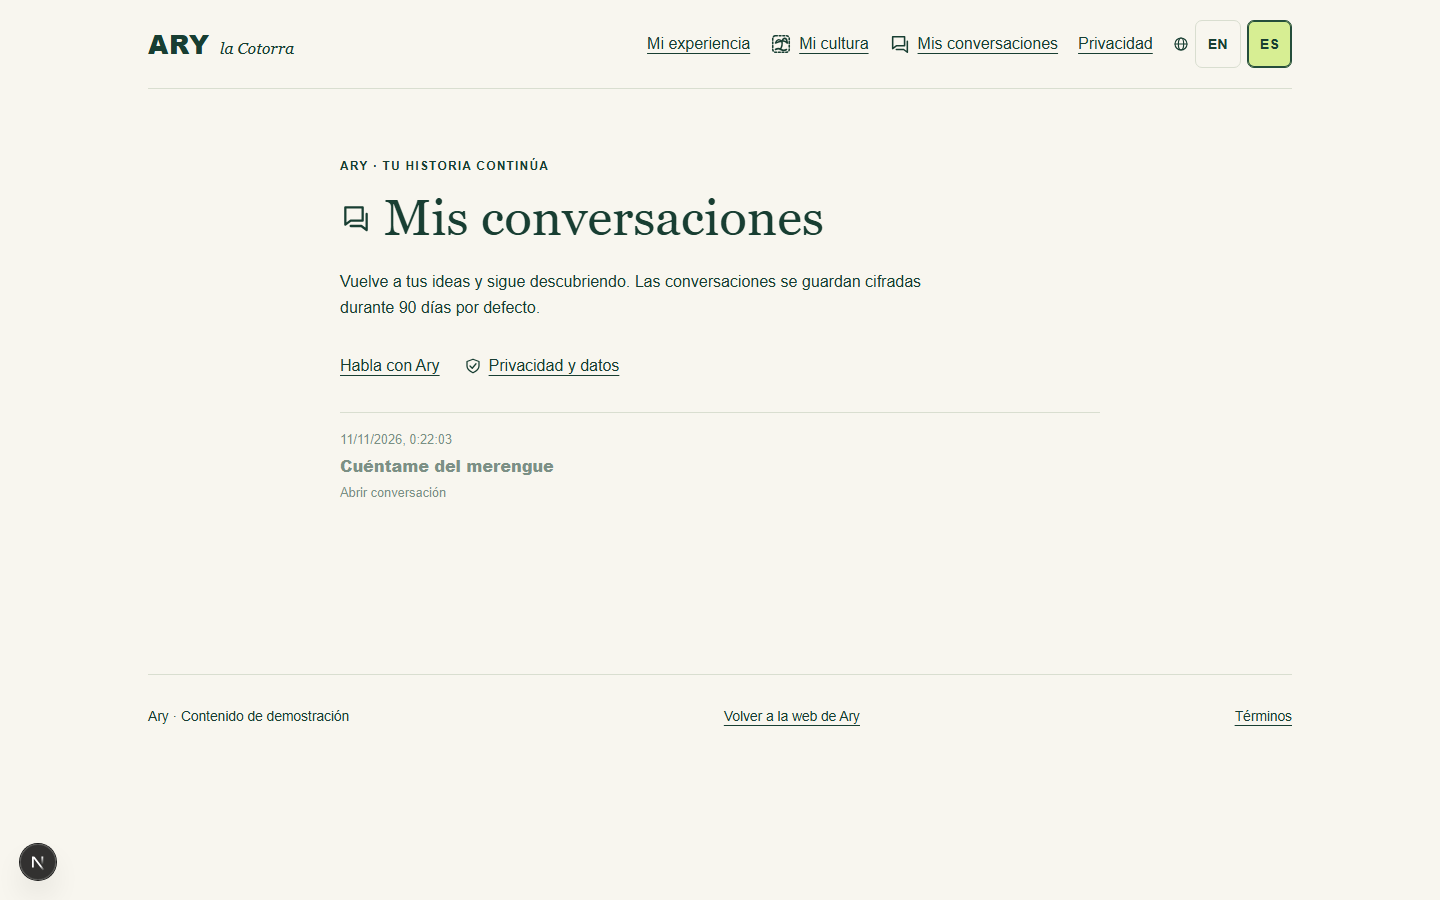 ARY la Cotorra
Mi experiencia
Mi cultura
Mis conversaciones
Privacidad
EN
ES
ARY · TU HISTORIA CONTINÚA
Mis conversaciones
Vuelve a tus ideas y sigue descubriendo. Las conversaciones se guardan cifradas
durante 90 días por defecto.
Habla con Ary
Privacidad y datos
11/11/2026, 0:22:03
Cuéntame del merengue
Abrir conversación
Ary · Contenido de demostración
Volver a la web de Ary
Términos
N